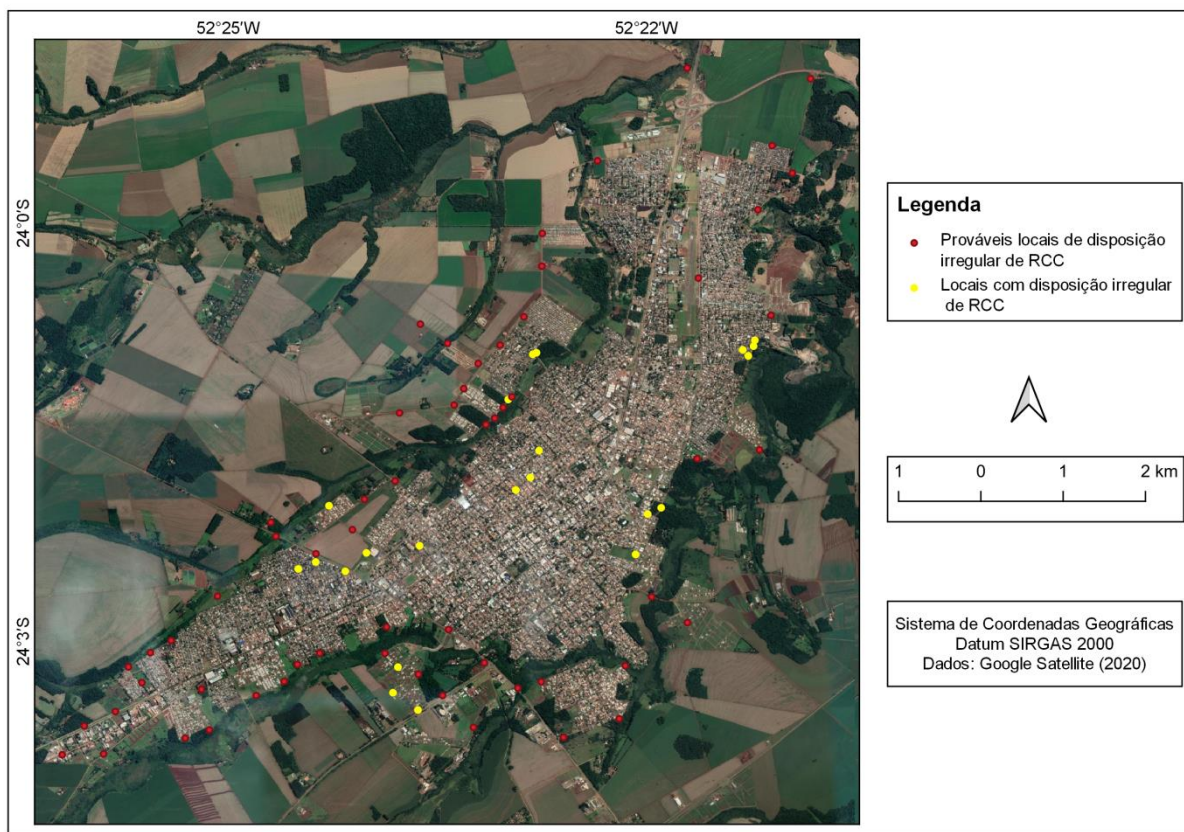 52°25'W
52°22'W
24°0'S
24°3'S
Legenda
Prováveis locais de disposição
irregular de RCC
Locais com disposição irregular
de RCC
1 0 1 2 km
Sistema de Coordenadas Geográficas
Datum SIRGAS 2000
Dados: Google Satellite (2020)